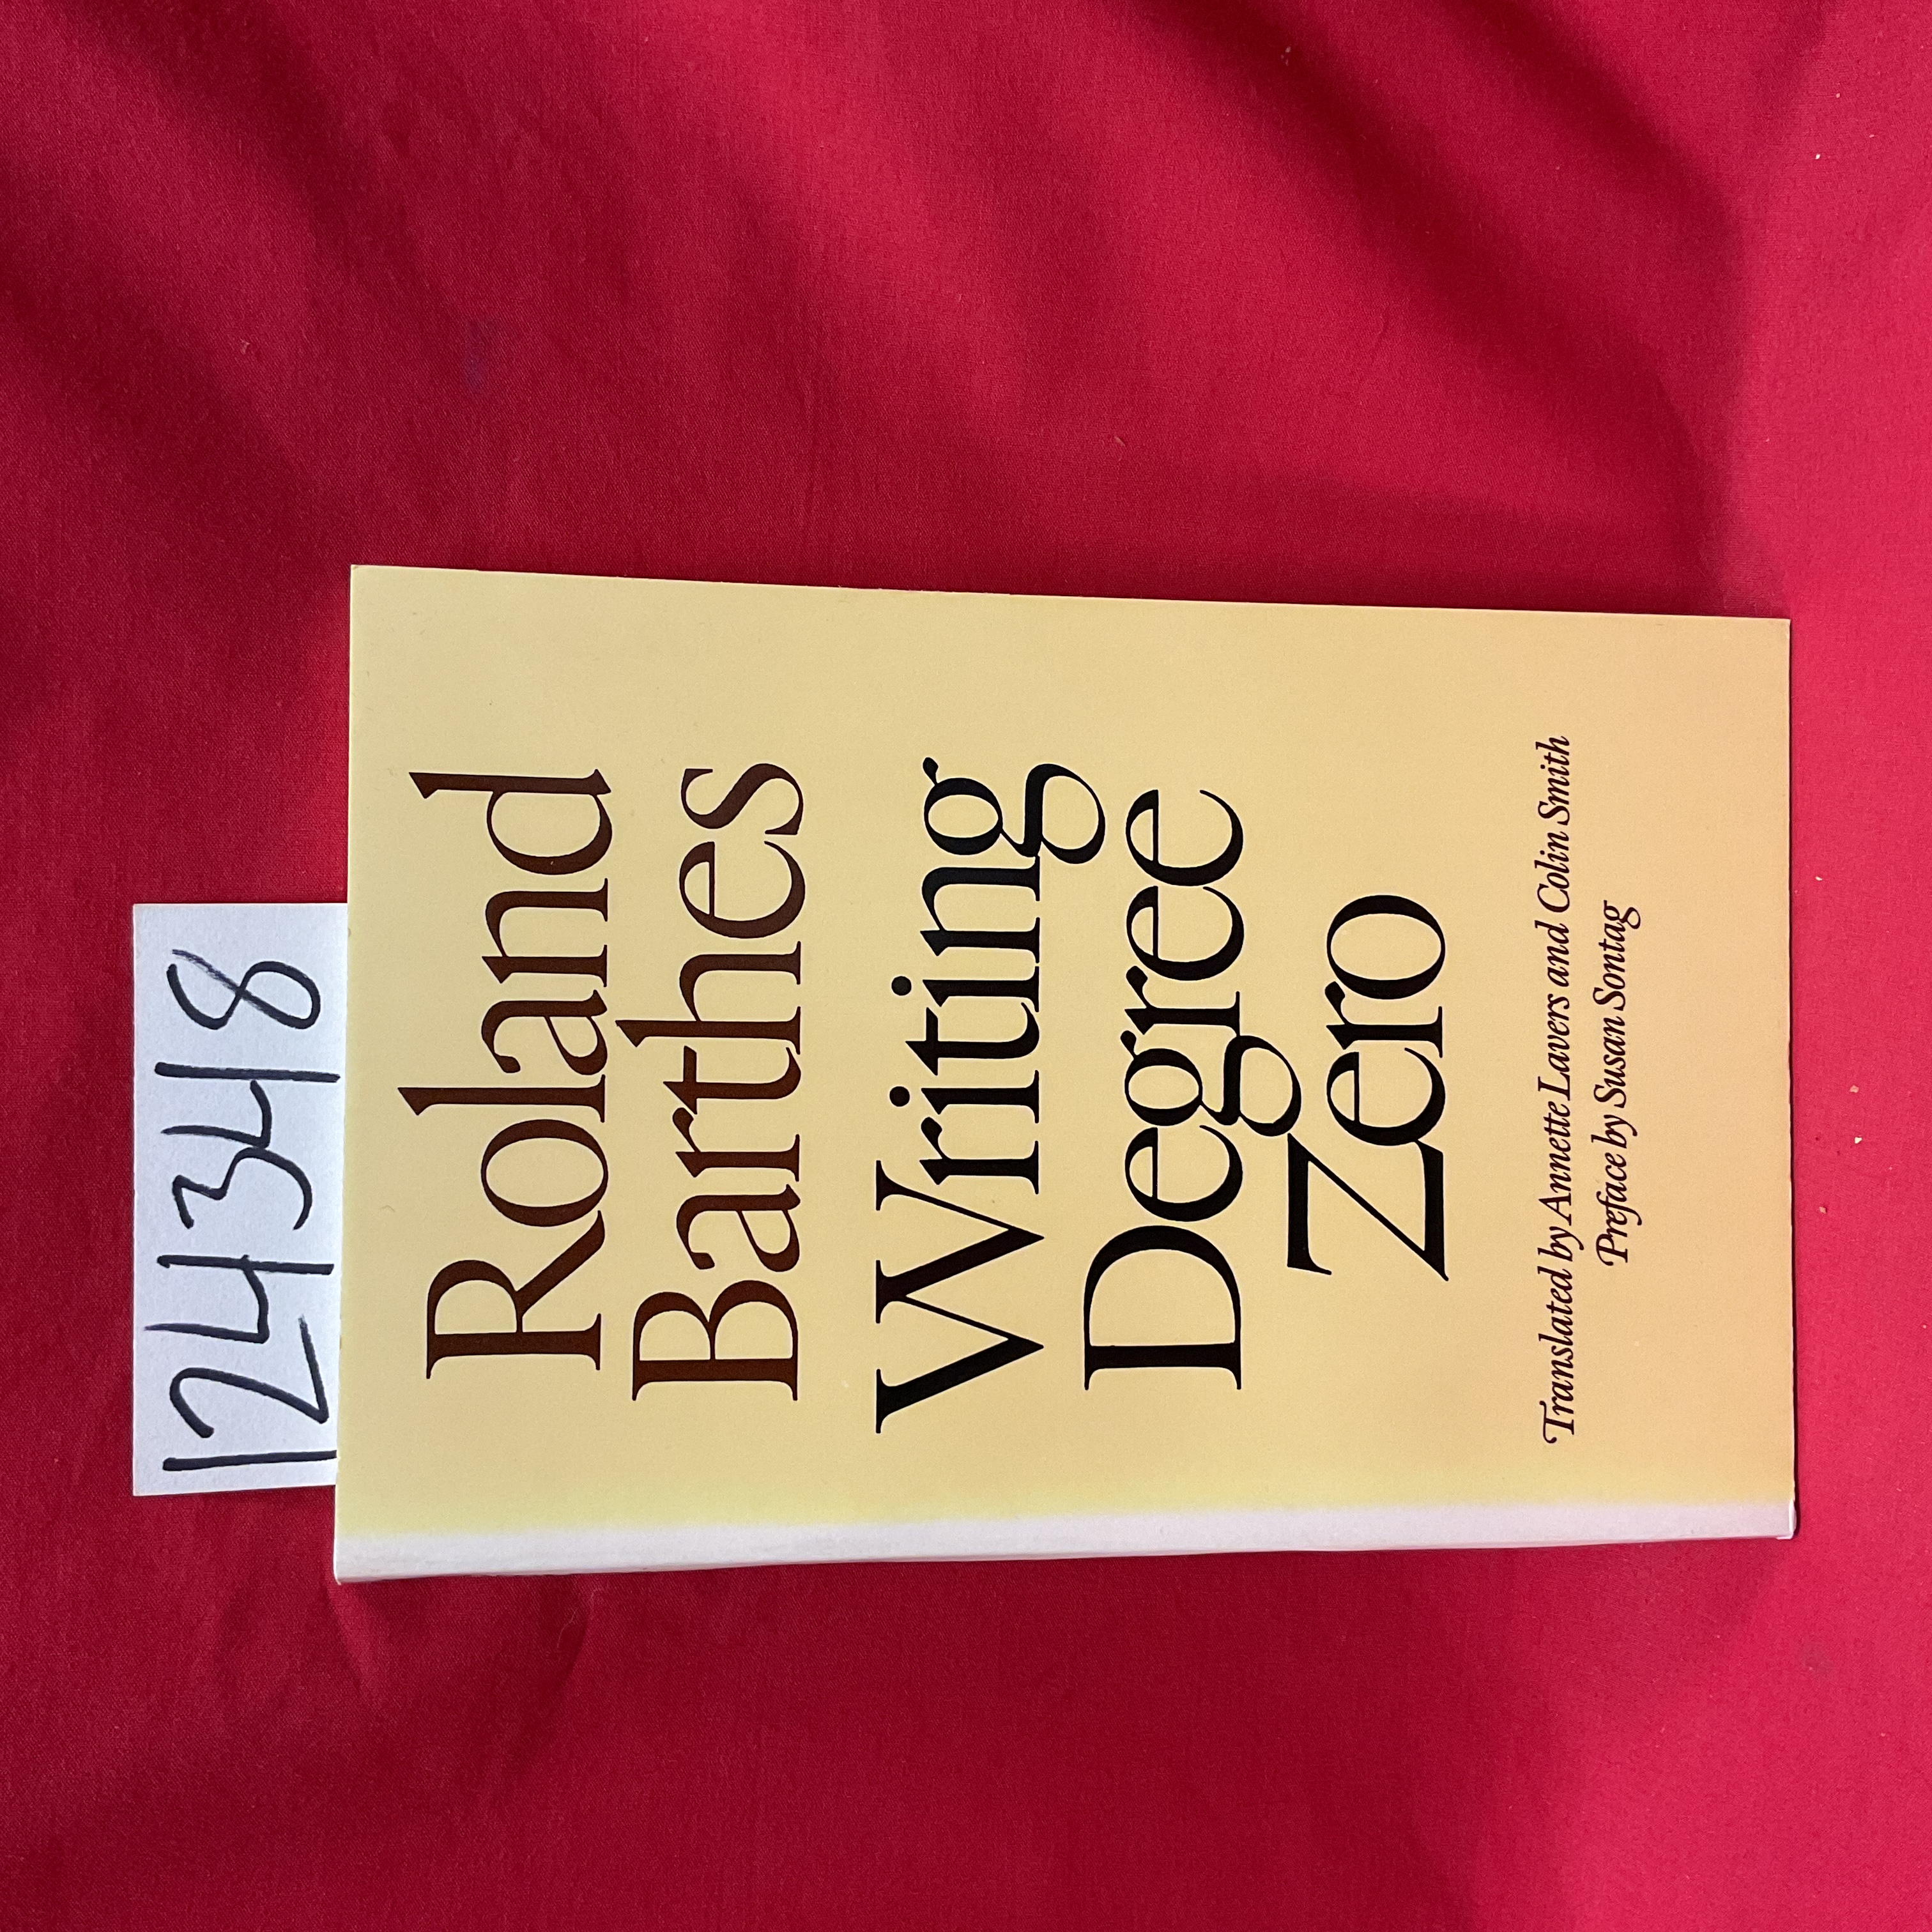 124348
Roland
Barthes
Writing
Degree
Zero
Translated by Annette Lavers and Colin Smith
Preface by Susan Sontag